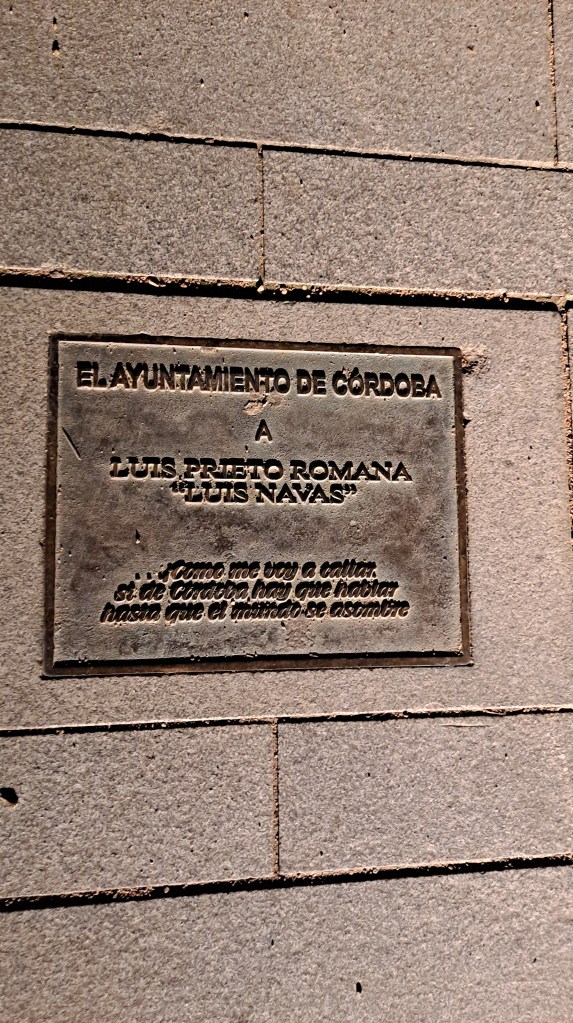 EL AYUNTAMIENTO DE CÓRDOBA
A
LUIS PRIETO ROMANA
“LUIS NAVAS”
...¡Como me voy a callar,
si de Córdoba hay que hablar
hasta que el mundo se asombre